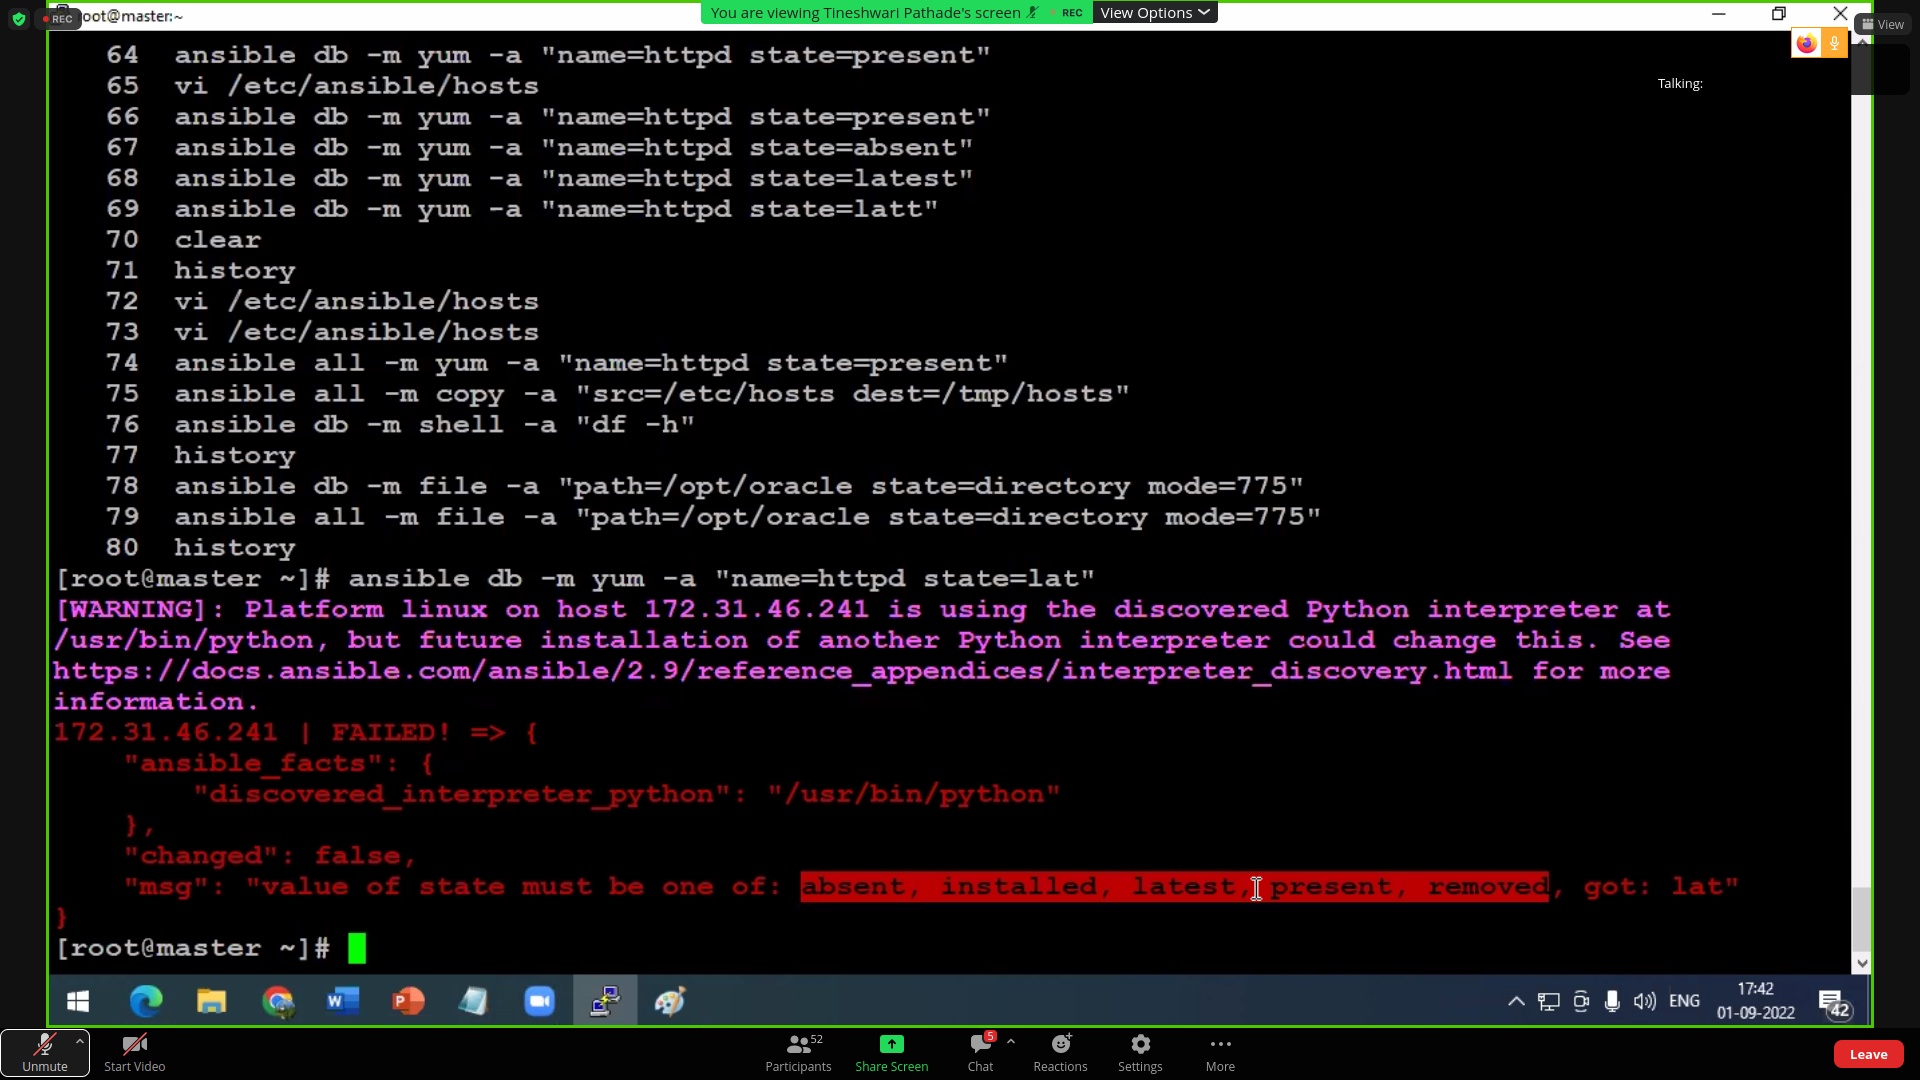 REC
root@master:~
You are viewing Tineshwari Pathade's screen
REC
View Options
View
Talking:
64 ansible db -m yum -a "name=httpd state=present"
65 vi /etc/ansible/hosts
66 ansible db -m yum -a "name=httpd state=present"
67 ansible db -m yum -a "name=httpd state=absent"
68 ansible db -m yum -a "name=httpd state=latest"
69 ansible db -m yum -a "name=httpd state=latt"
70 clear
71 history
72 vi /etc/ansible/hosts
73 vi /etc/ansible/hosts
74 ansible all -m yum -a "name=httpd state=present"
75 ansible all -m copy -a "src=/etc/hosts dest=/tmp/hosts"
76 ansible db -m shell -a "df -h"
77 history
78 ansible db -m file -a "path=/opt/oracle state=directory mode=775"
79 ansible all -m file -a "path=/opt/oracle state=directory mode=775"
80 history
[root@master ~]# ansible db -m yum -a "name=httpd state=lat"
[WARNING]: Platform linux on host 172.31.46.241 is using the discovered Python interpreter at
/usr/bin/python, but future installation of another Python interpreter could change this. See
https://docs.ansible.com/ansible/2.9/reference_appendices/interpreter_discovery.html for more
information.
172.31.46.241 | FAILED! => {
"ansible_facts": {
"discovered_interpreter_python": "/usr/bin/python"
},
"changed": false,
"msg": "value of state must be one of: absent, installed, latest, present, removed, got: lat"
}
[root@master ~]#
ENG
17:42
01-09-2022
42
Unmute
Start Video
Participants
52
Share Screen
Chat
5
Reactions
Settings
More
Leave